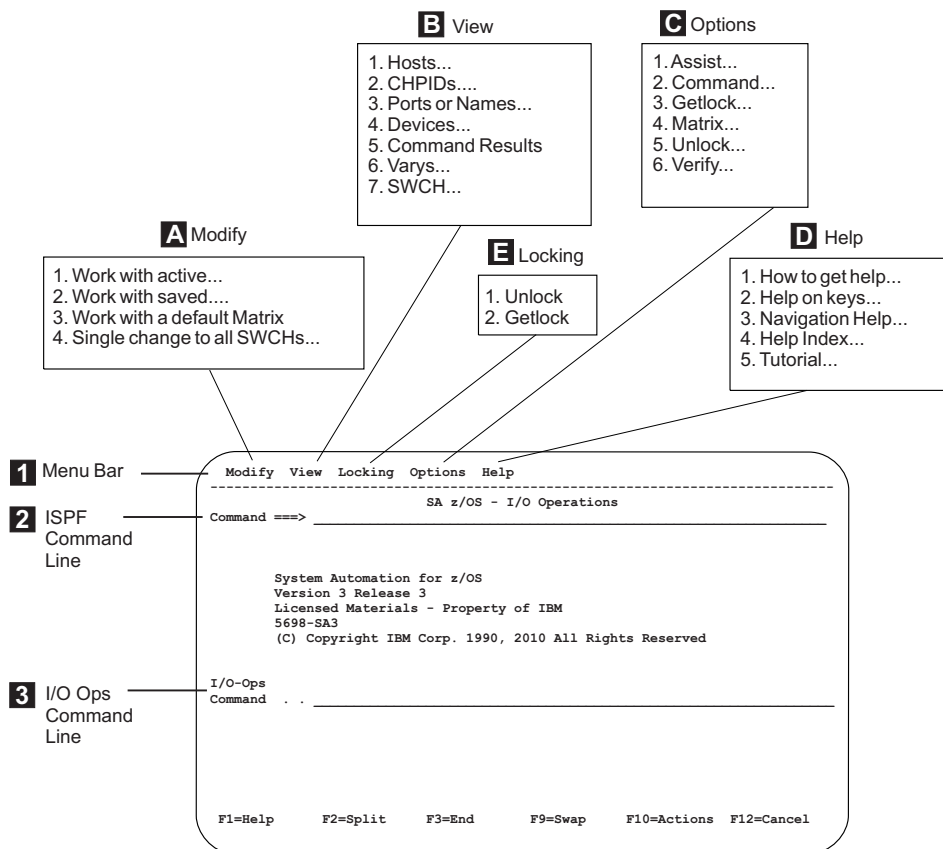 B View
1. Hosts...
2. CHPIDs....
3. Ports or Names...
4. Devices...
5. Command Results
6. Varys...
7. SWCH...
C Options
1. Assist...
2. Command...
3. Getlock...
4. Matrix...
5. Unlock...
6. Verify...
A Modify
1. Work with active...
2. Work with saved....
3. Work with a default Matrix
4. Single change to all SWCHs...
E Locking
1. Unlock
2. Getlock
D Help
1. How to get help...
2. Help on keys...
3. Navigation Help...
4. Help Index...
5. Tutorial...
1 Menu Bar
Modify View Locking Options Help
SA z/OS - I/O Operations
2 ISPF
Command
Line
Command ===>
System Automation for z/OS
Version 3 Release 3
Licensed Materials - Property of IBM
5698-SA3
(C) Copyright IBM Corp. 1990, 2010 All Rights Reserved
3 I/O Ops
Command
Line
I/O-Ops
Command . .
F1=Help F2=Split F3=End F9=Swap F10=Actions F12=Cancel